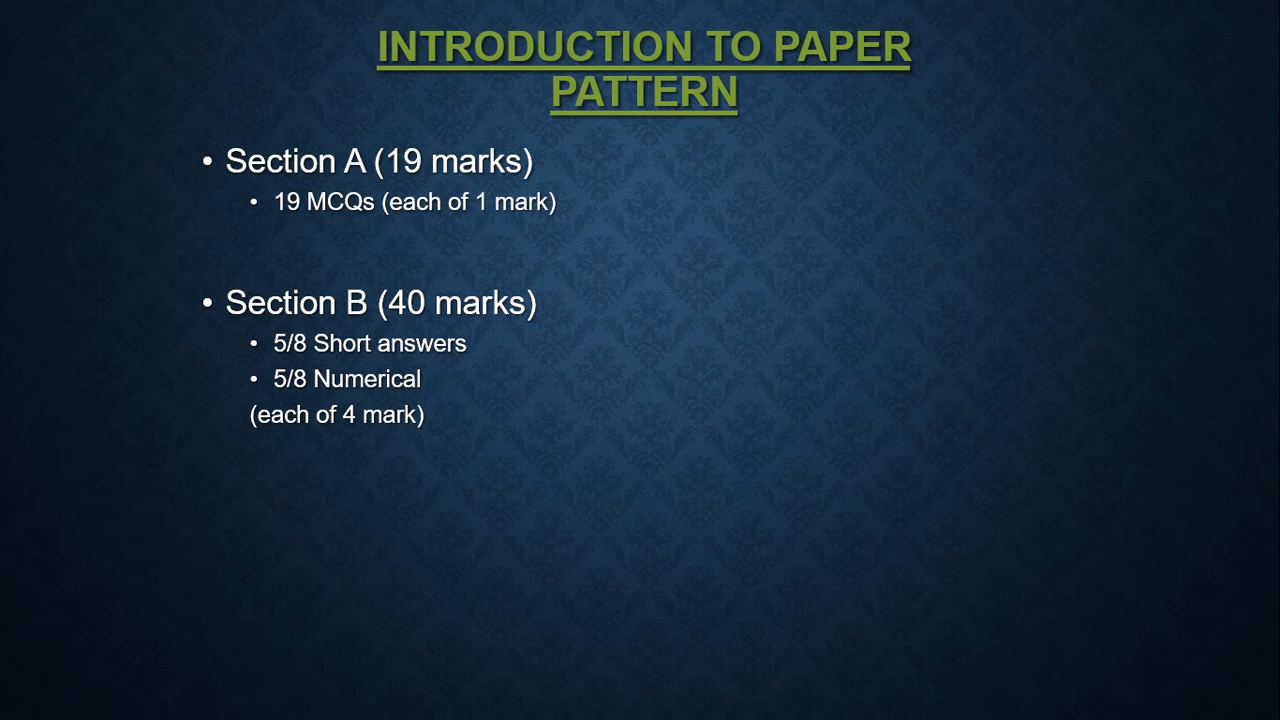 INTRODUCTION TO PAPER
PATTERN
• Section A (19 marks)
• 19 MCQs (each of 1 mark)
• Section B (40 marks)
• 5/8 Short answers
• 5/8 Numerical
(each of 4 mark)